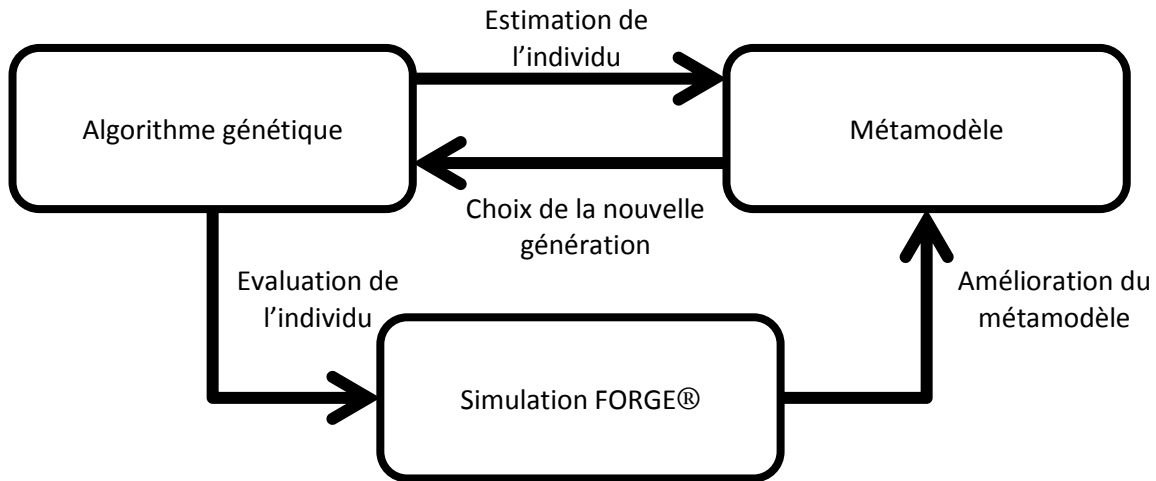 Estimation de
l’individu
Algorithme génétique
Métamodèle
Choix de la nouvelle
génération
Evaluation de
l’individu
Amélioration du
métamodèle
Simulation FORGE®